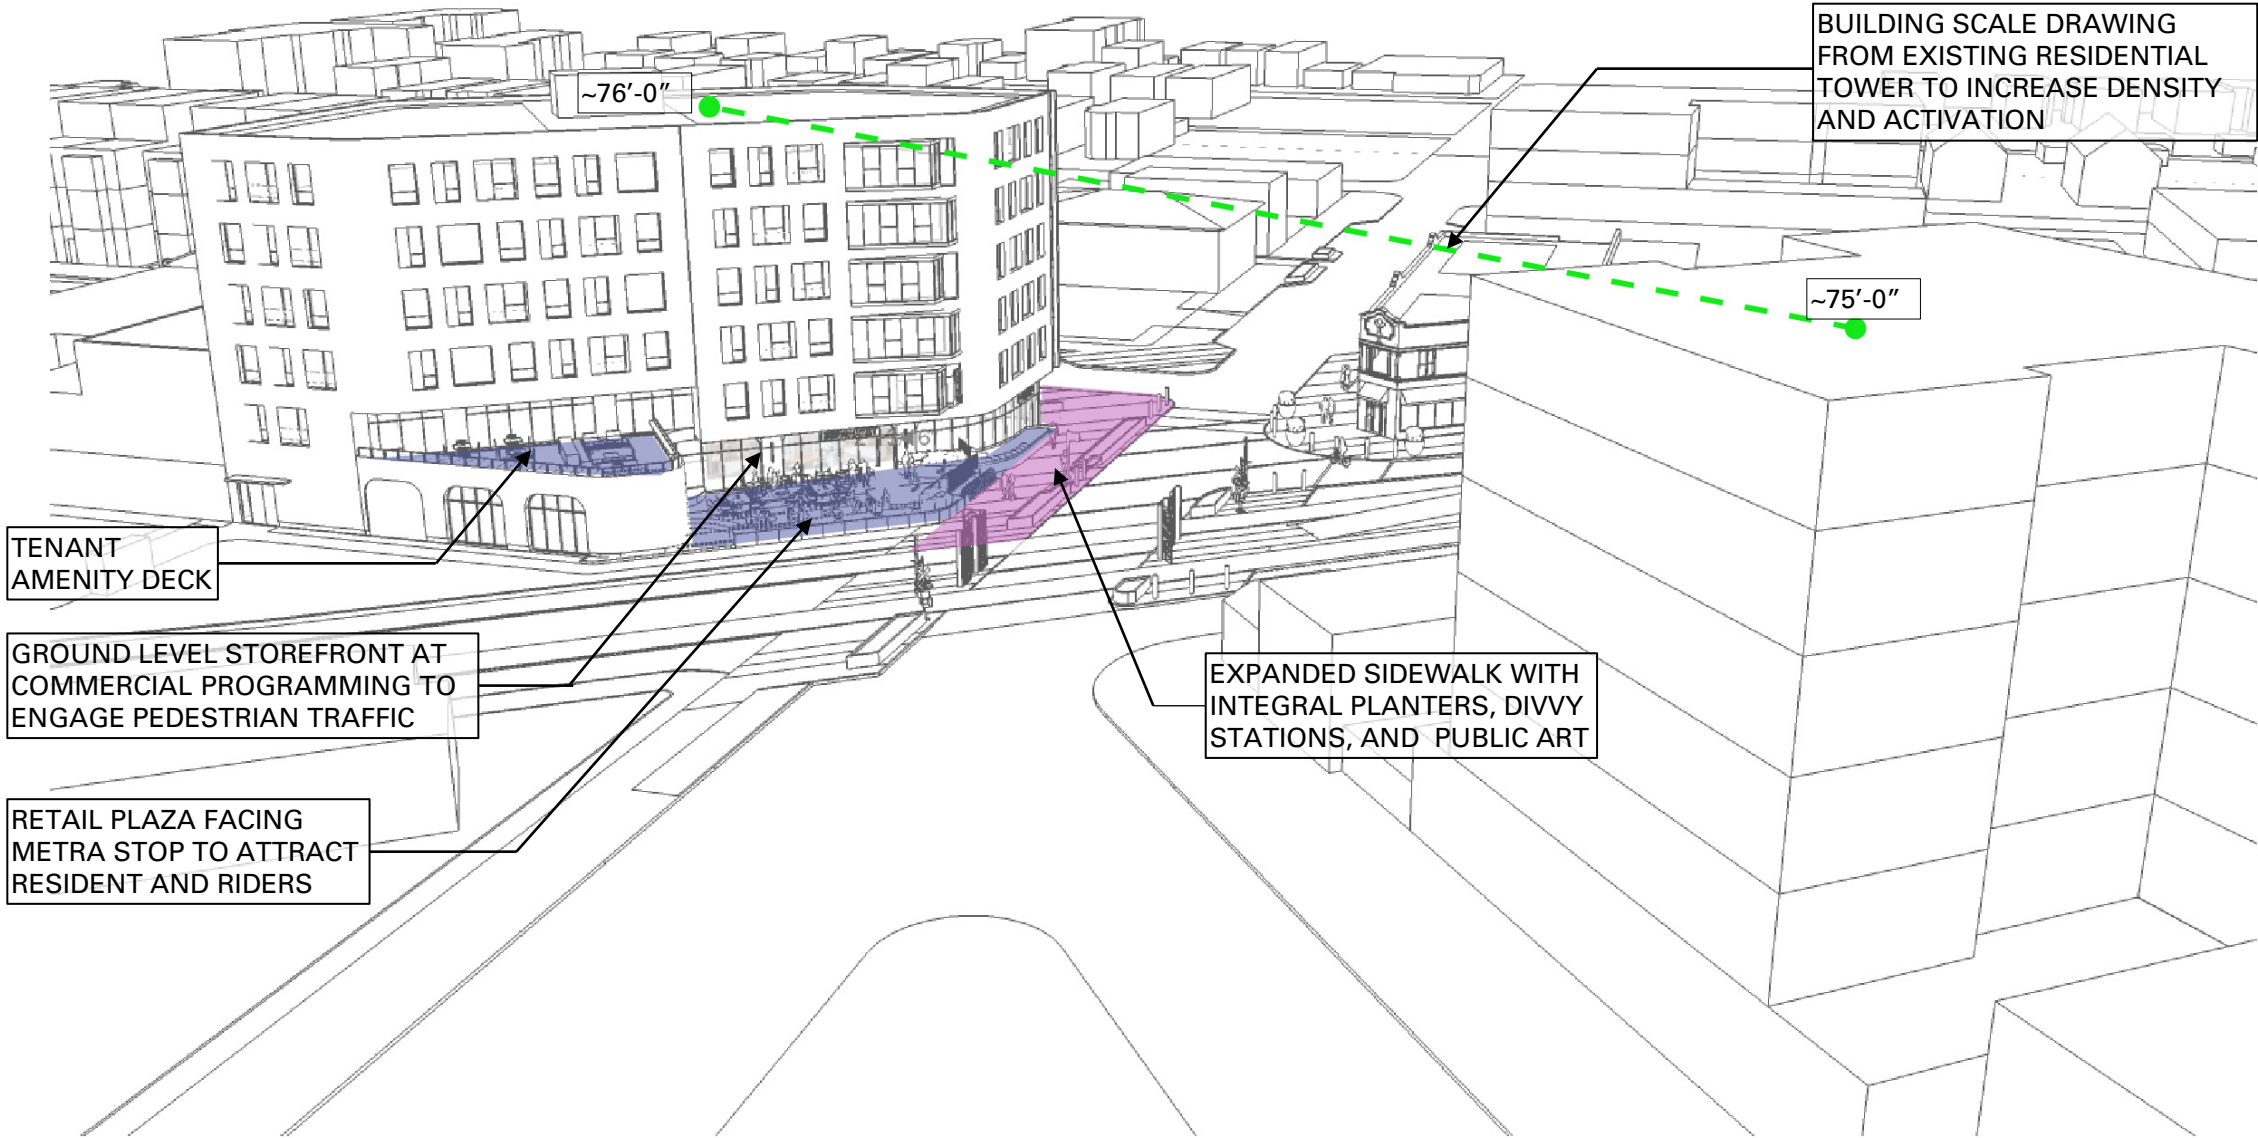 BUILDING SCALE DRAWING
FROM EXISTING RESIDENTIAL
TOWER TO INCREASE DENSITY
AND ACTIVATION
~76’-0”
~75’-0”
TENANT
AMENITY DECK
GROUND LEVEL STOREFRONT AT
COMMERCIAL PROGRAMMING TO
ENGAGE PEDESTRIAN TRAFFIC
EXPANDED SIDEWALK WITH
INTEGRAL PLANTERS, DIVVY
STATIONS, AND PUBLIC ART
RETAIL PLAZA FACING
METRA STOP TO ATTRACT
RESIDENT AND RIDERS